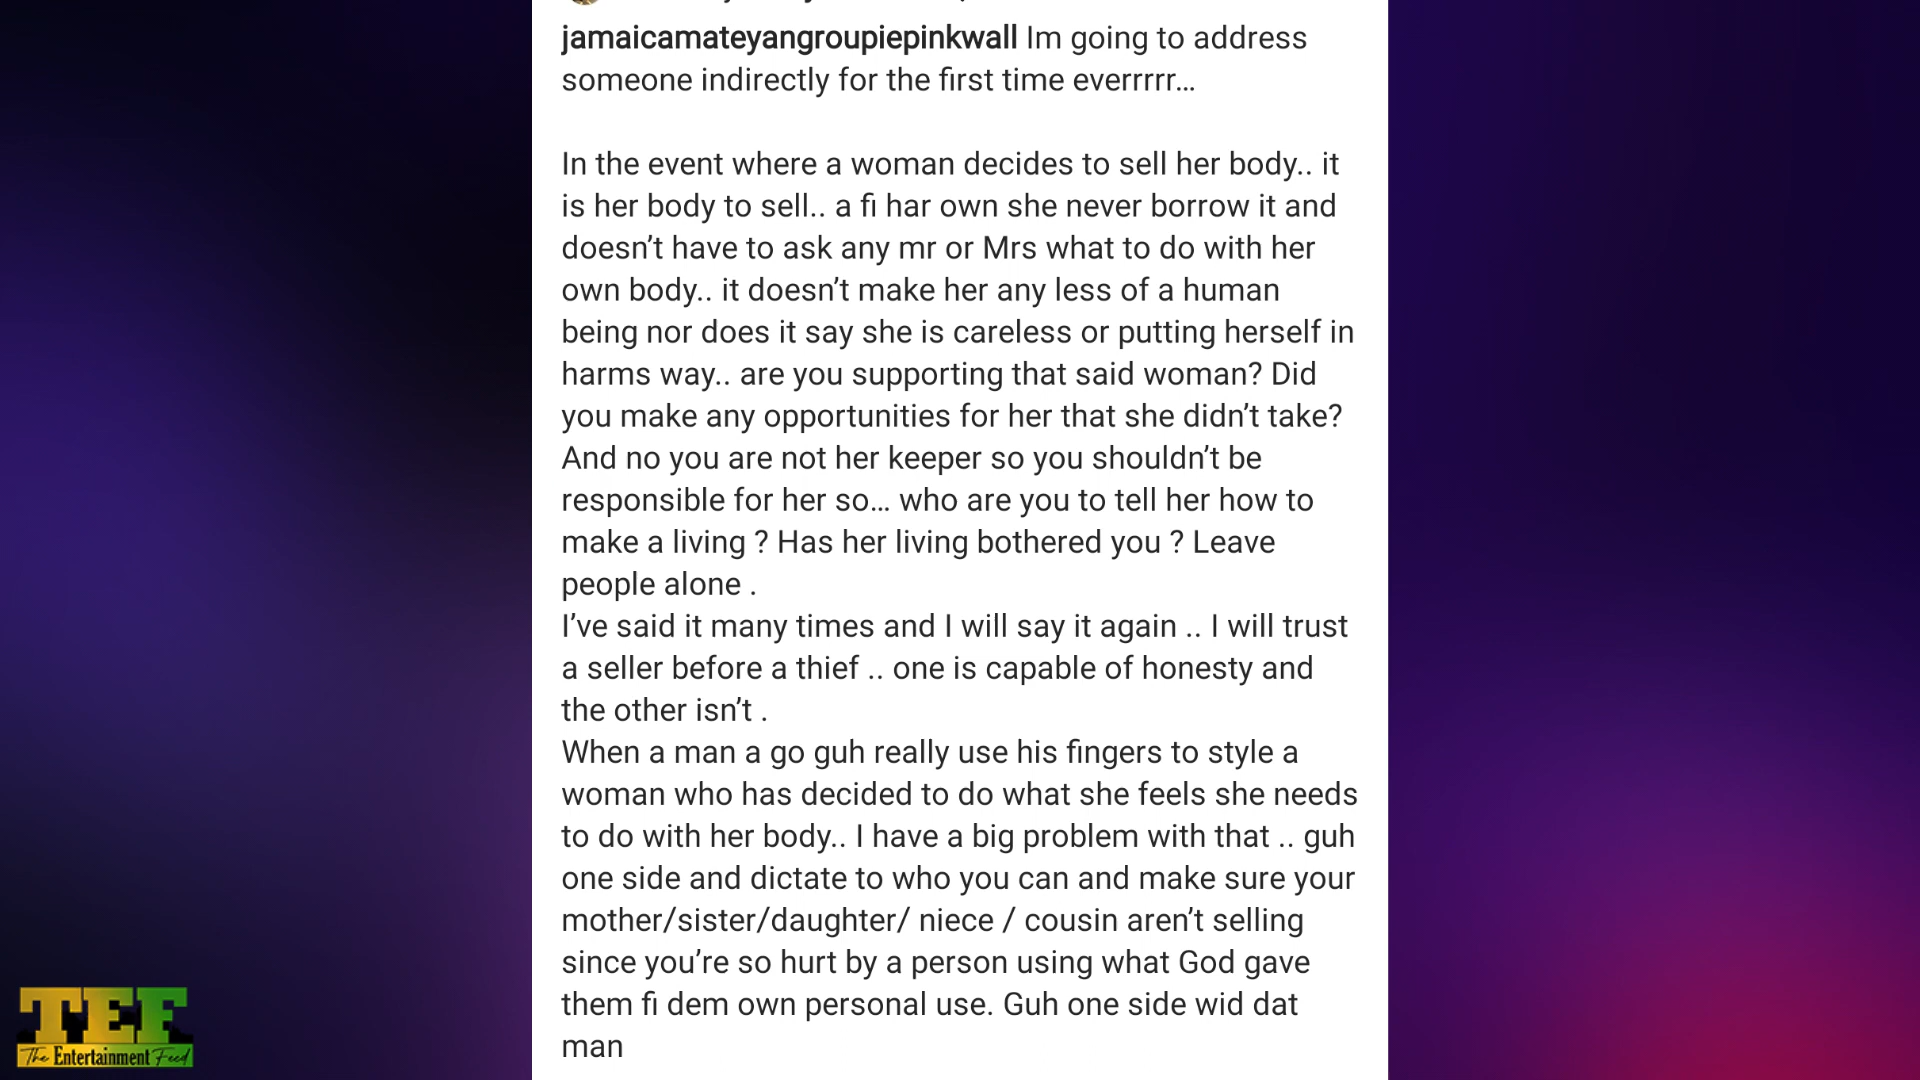 jamaicamateyangroupiepinkwall Im going to address
someone indirectly for the first time everrrrr...
In the event where a woman decides to sell her body.. it
is her body to sell.. a fi har own she never borrow it and
doesn't have to ask any mr or Mrs what to do with her
own body.. it doesn't make her any less of a human
being nor does it say she is careless or putting herself in
harms way.. are you supporting that said woman? Did
you make any opportunities for her that she didn't take?
And no you are not her keeper so you shouldn't be
responsible for her so... who are you to tell her how to
make a living ? Has her living bothered you ? Leave
people alone .
I've said it many times and I will say it again .. I will trust
a seller before a thief .. one is capable of honesty and
the other isn't .
When a man a go guh really use his fingers to style a
woman who has decided to do what she feels she needs
to do with her body.. I have a big problem with that .. guh
one side and dictate to who you can and make sure your
mother/sister/daughter/ niece / cousin aren't selling
since you're so hurt by a person using what God gave
them fi dem own personal use. Guh one side wid dat
man
TEF
The Entertainment Feed